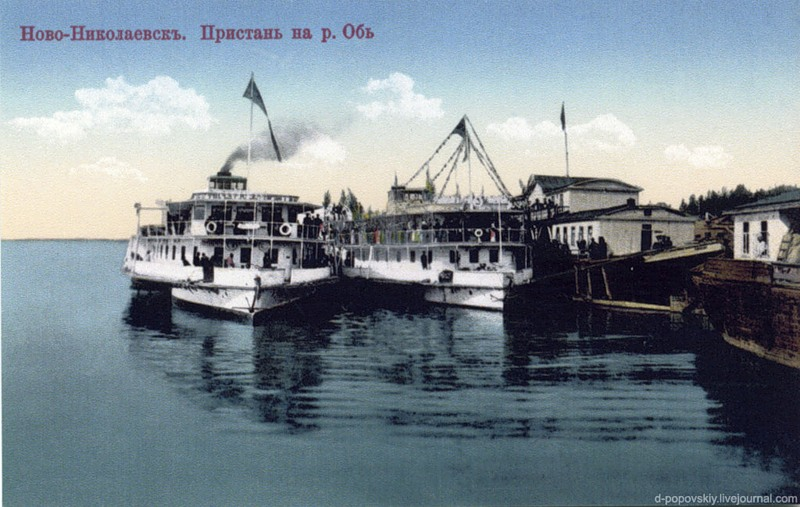 Ново-Николаевскъ. Пристань на р. Обь
d-popovskiy.livejournal.com